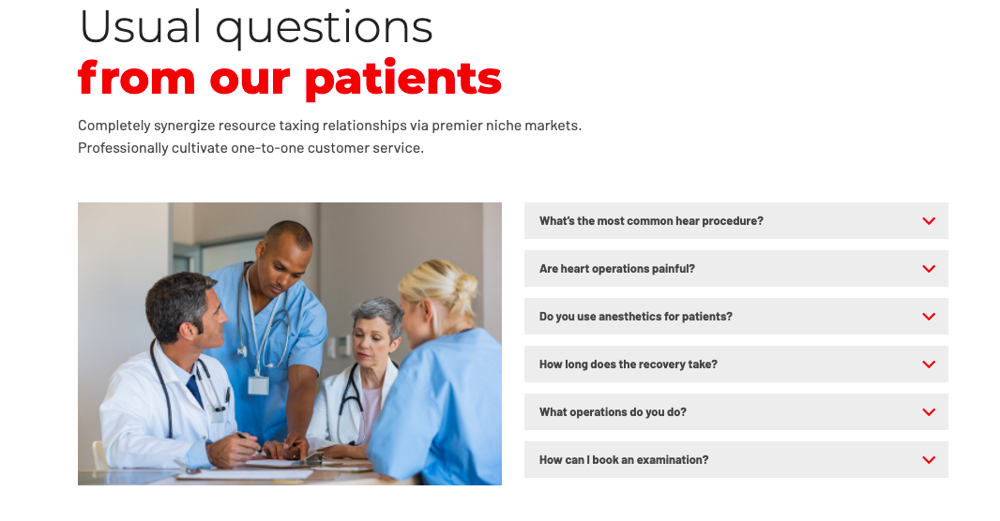 Usual questions
from our patients
Completely synergize resource taxing relationships via premier niche markets.
Professionally cultivate one-to-one customer service.
What's the most common hear procedure?
Are heart operations painful?
Do you use anesthetics for patients?
How long does the recovery take?
What operations do you do?
How can I book an examination?